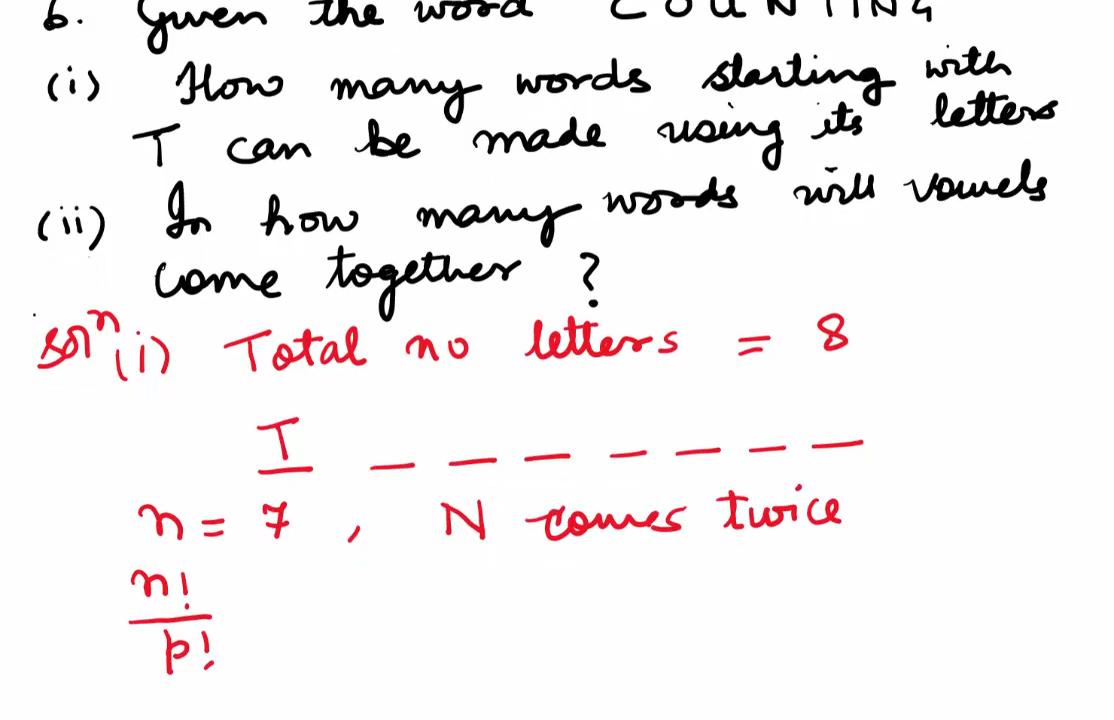 6. Given the word COUNTING
(i) How many words starting with
T can be made using its letters
(ii) In how many words will vowels
come together ?
Solⁿ (i) Total no letters = 8
T _ _ _ _ _ _ _
n = 7 , N comes twice
n!
p!